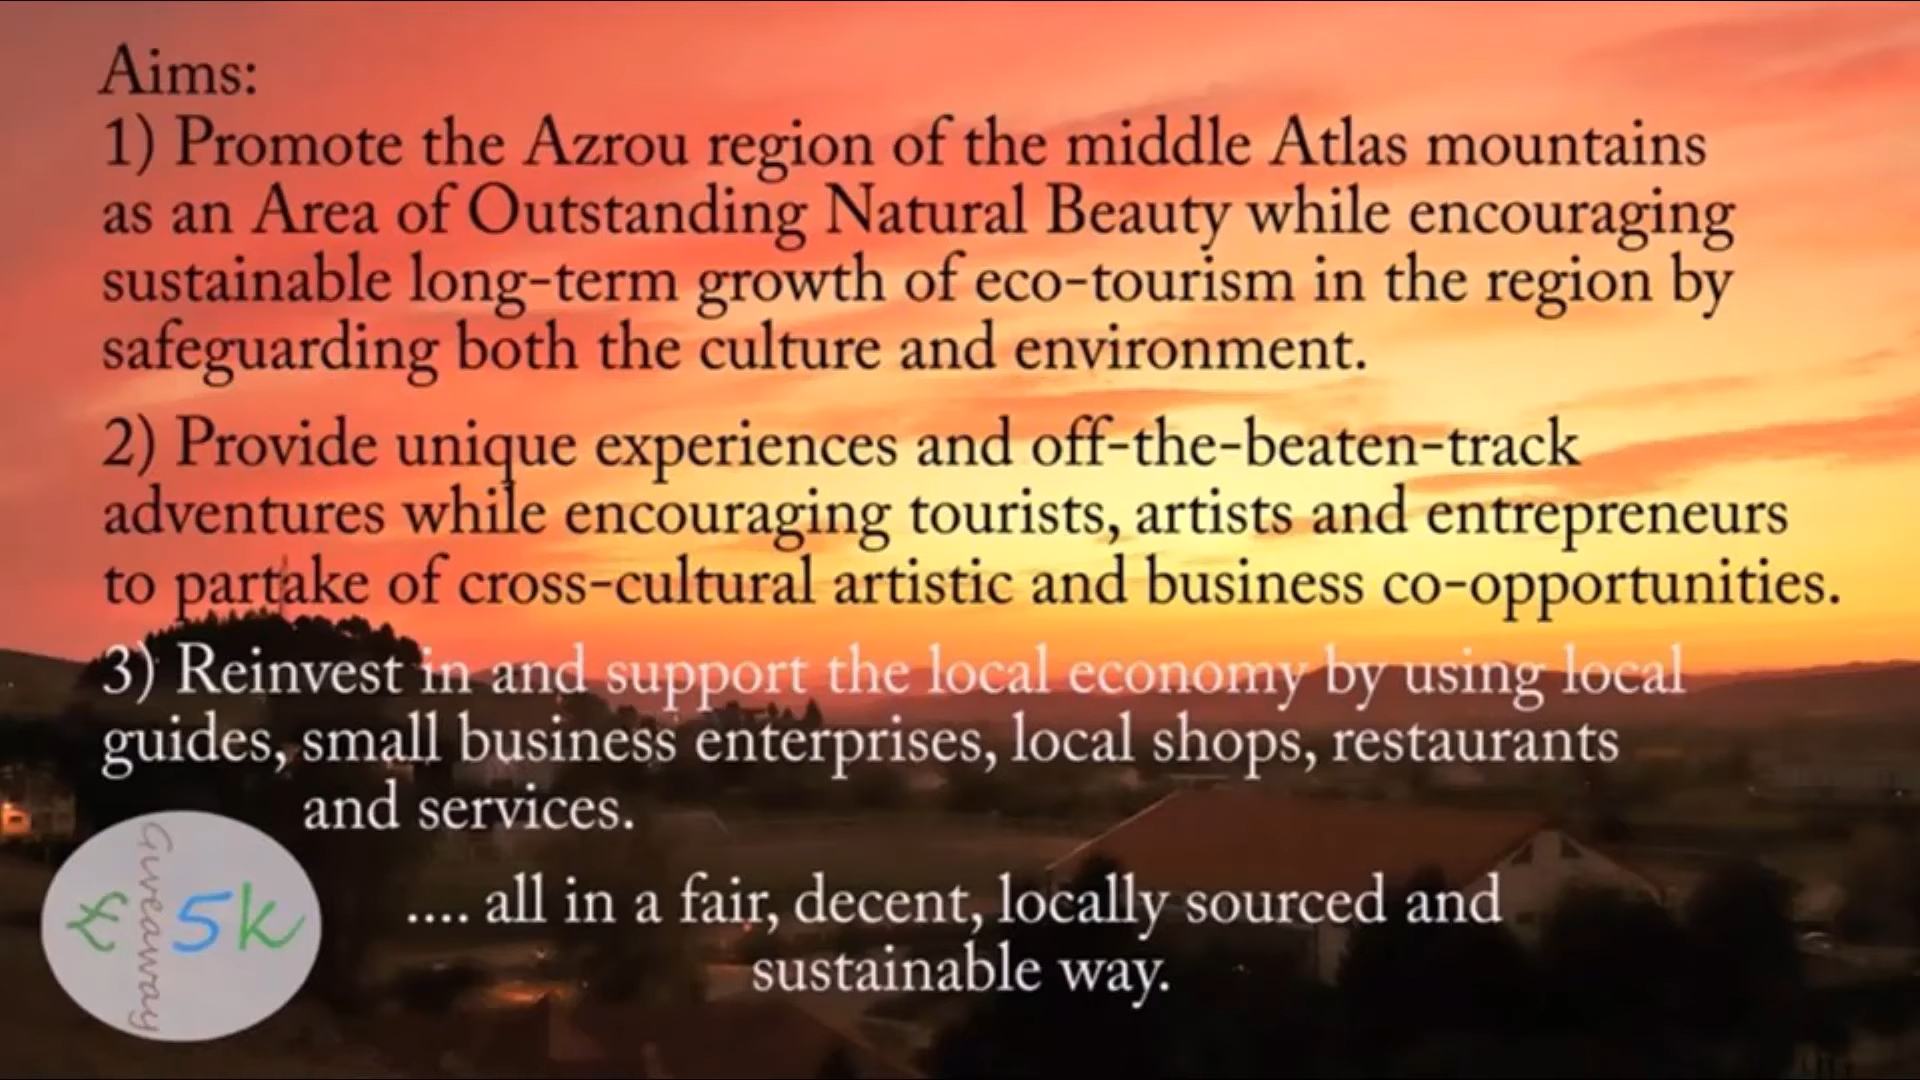 Aims:
1) Promote the Azrou region of the middle Atlas mountains
as an Area of Outstanding Natural Beauty while encouraging
sustainable long-term growth of eco-tourism in the region by
safeguarding both the culture and environment.
2) Provide unique experiences and off-the-beaten-track
adventures while encouraging tourists, artists and entrepreneurs
to partake of cross-cultural artistic and business co-opportunities.
3) Reinvest in and support the local economy by using local
guides, small business enterprises, local shops, restaurants
and services.
.... all in a fair, decent, locally sourced and
sustainable way.
£5k
Giveaway